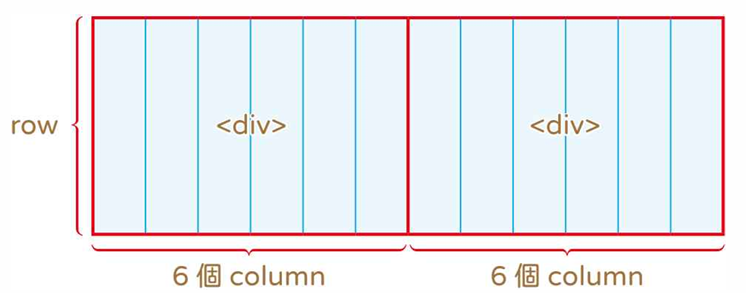 row
<div>
<div>
6 個 column
6 個 column